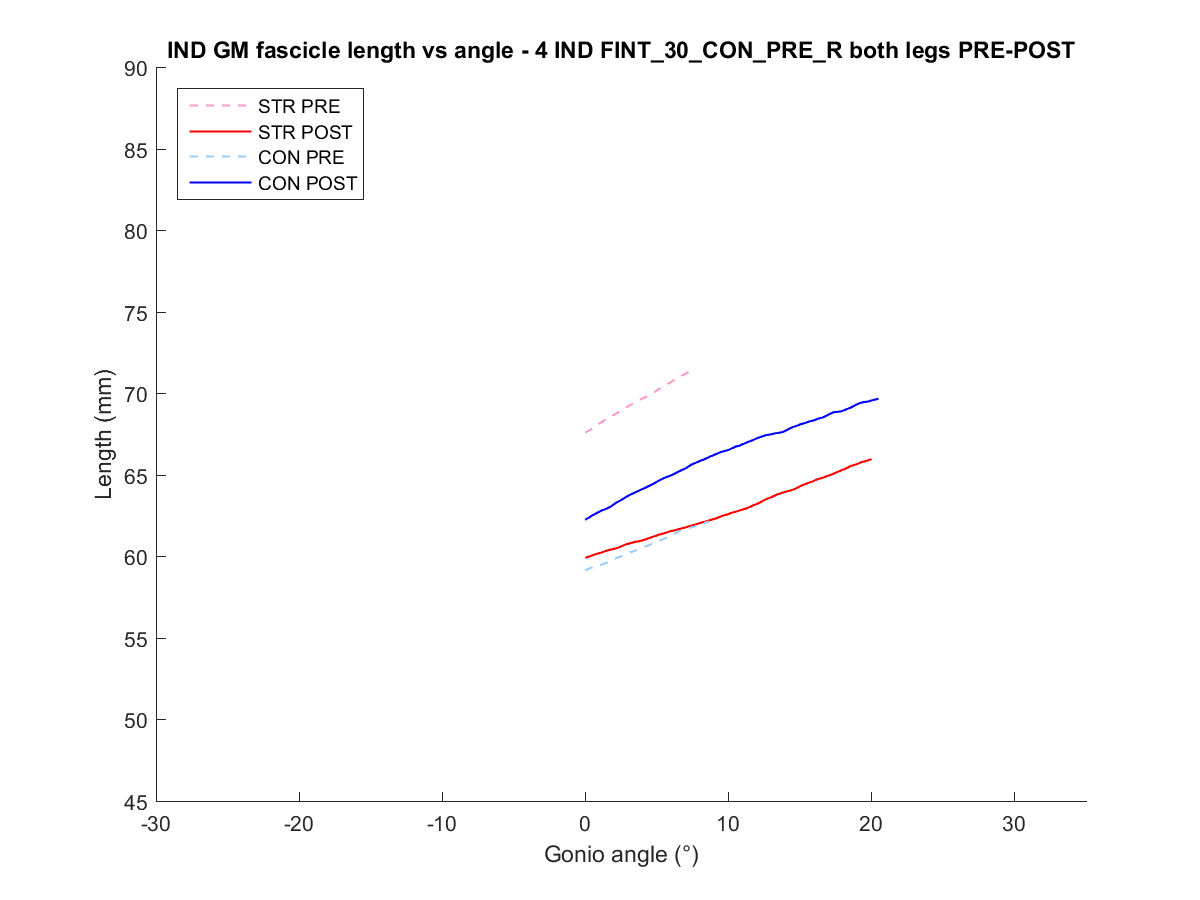 IND GM fascicle length vs angle - 4 IND FINT_30_CON_PRE_R both legs PRE-POST
STR PRE
STR POST
CON PRE
CON POST
Length (mm)
90
85
80
75
70
65
60
55
50
45
-30 -20 -10 0 10 20 30
Gonio angle (°)